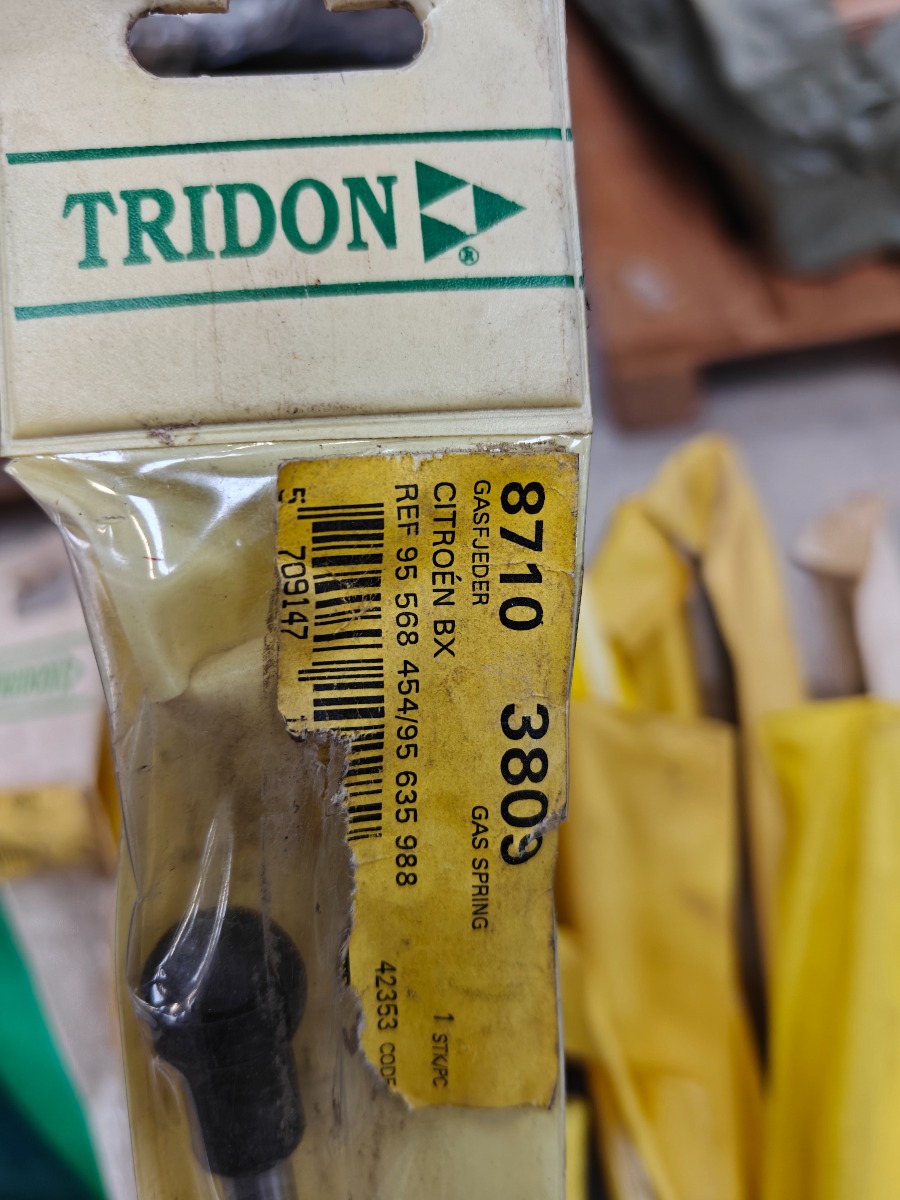 TRIDON
®
8710 3809
GASFJEDER GAS SPRING
CITROÉN BX 1 STK/PC
REF 95 568 454/95 635 988
42353 CODE
5 709147